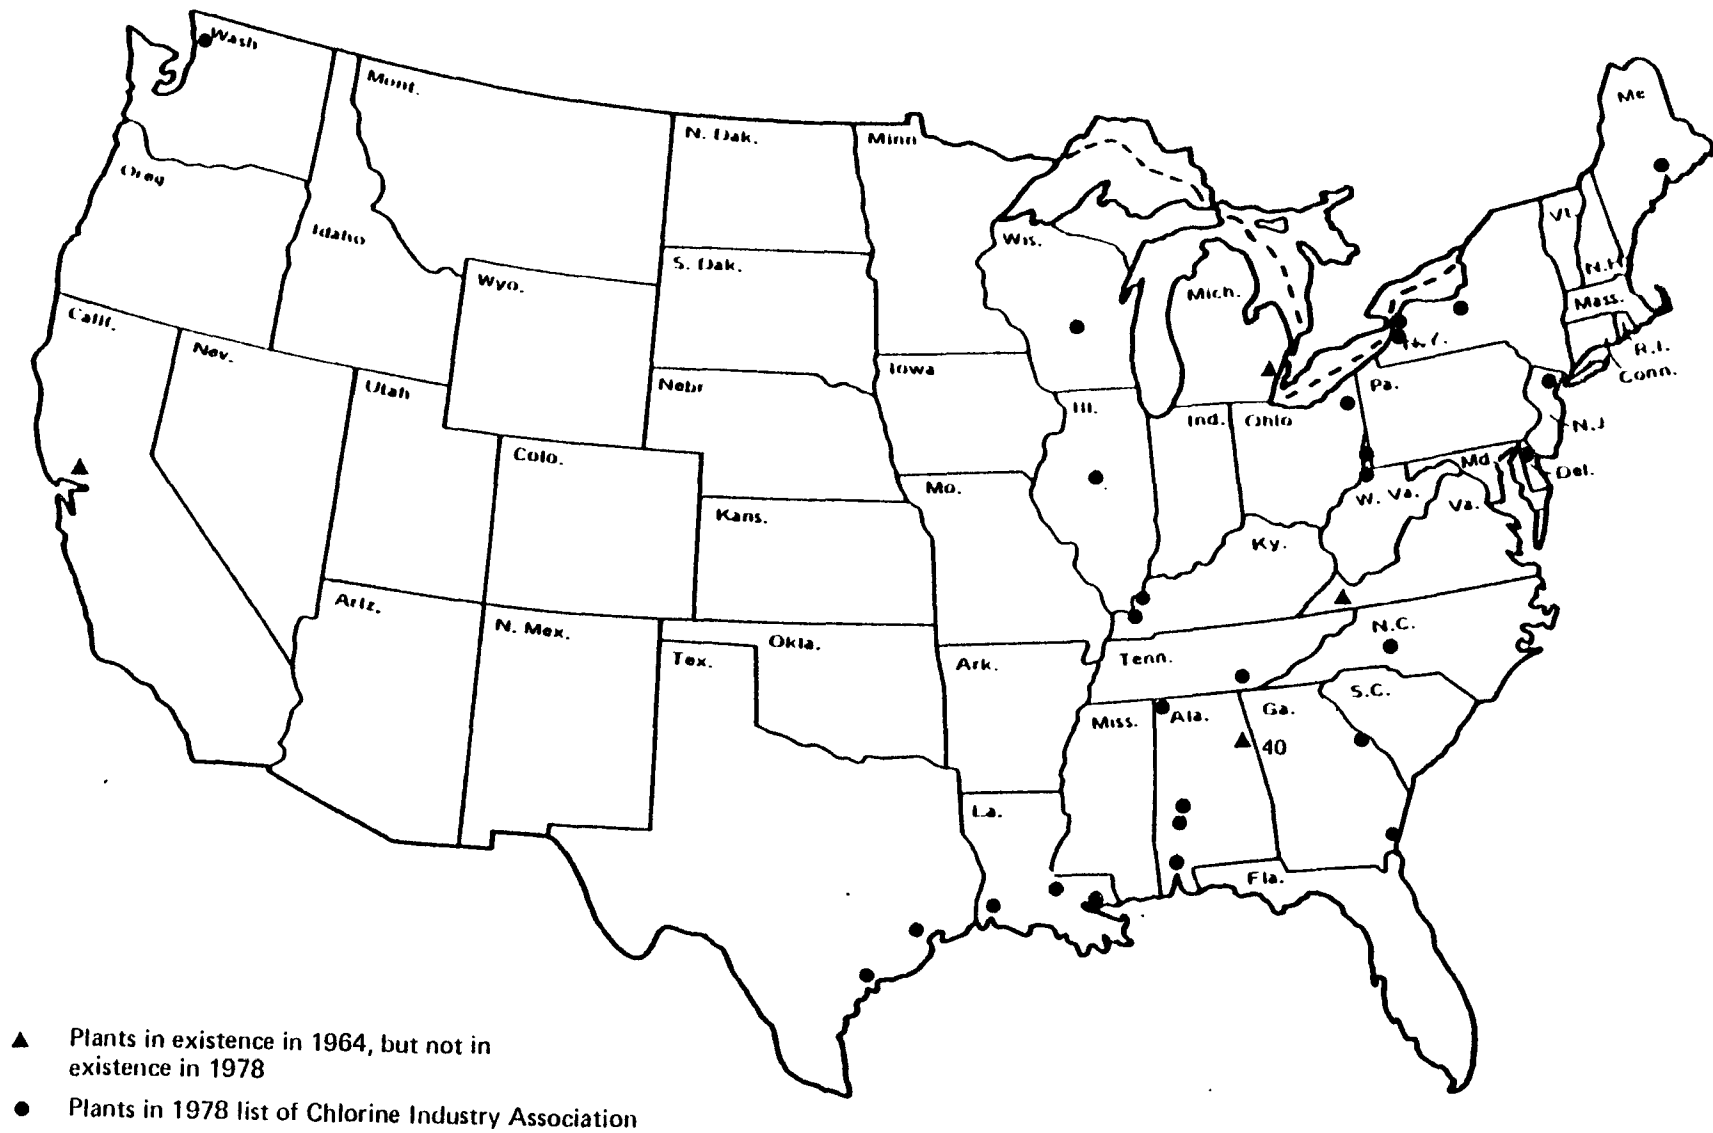 Wash
Mont.
Me
N. Dak.
Minn
Oreg
Vt.
Idaho
Wis.
S. Dak.
N.H.
Wyo.
Mich.
Mass.
Calif.
N.Y.
R.I.
Nev.
Conn.
Iowa
Utah
Nebr
Pa.
Ill.
Ind.
Ohio
N.J
Colo.
Md.
Del.
Mo.
W. Va.
Va.
Kans.
Ky.
Ariz.
N. Mex.
Okla.
N.C.
Tex.
Ark.
Tenn.
S.C.
Miss.
Ala.
Ga.
40
La.
Fla.
Plants in existence in 1964, but not in
existence in 1978
Plants in 1978 list of Chlorine Industry Association